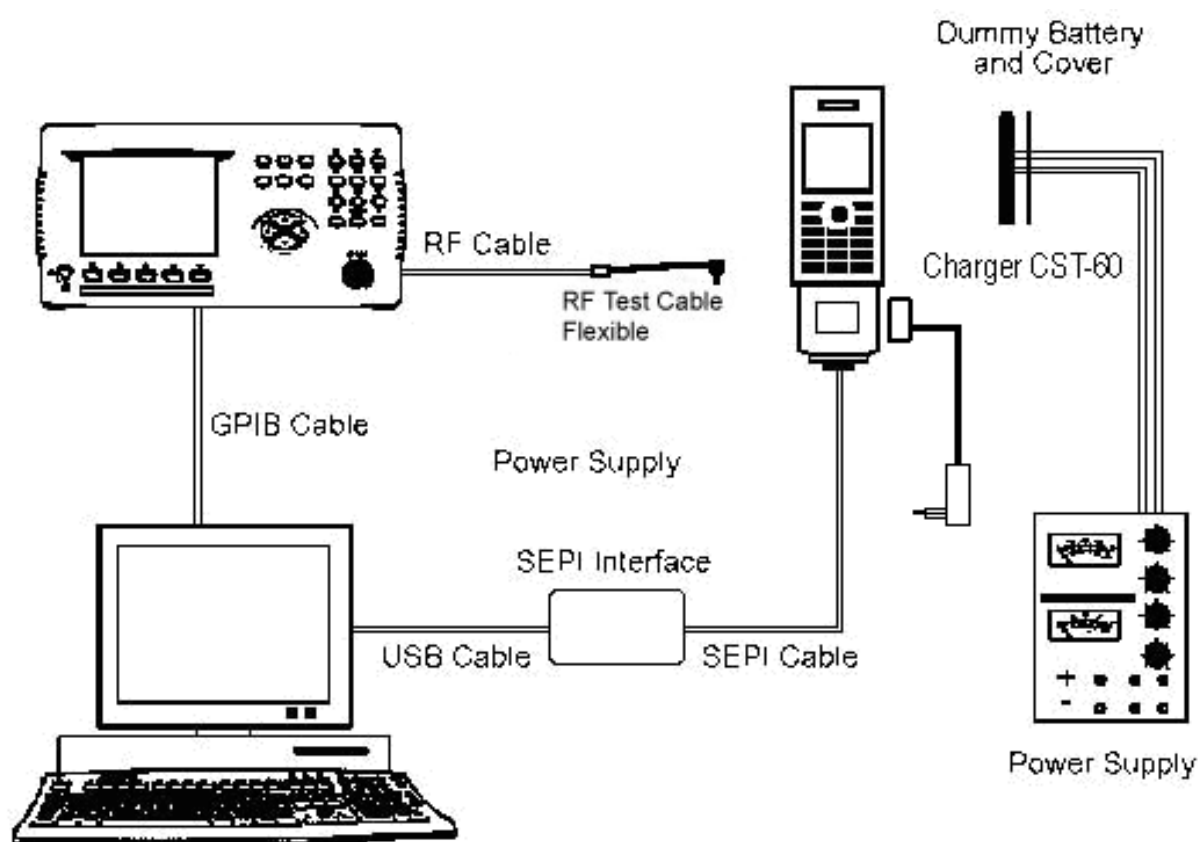 Dummy Battery
and Cover
RF Cable
Charger CST-60
RF Test Cable
Flexible
GPIB Cable
Power Supply
SEPI Interface
USB Cable
SEPI Cable
+
-
Power Supply